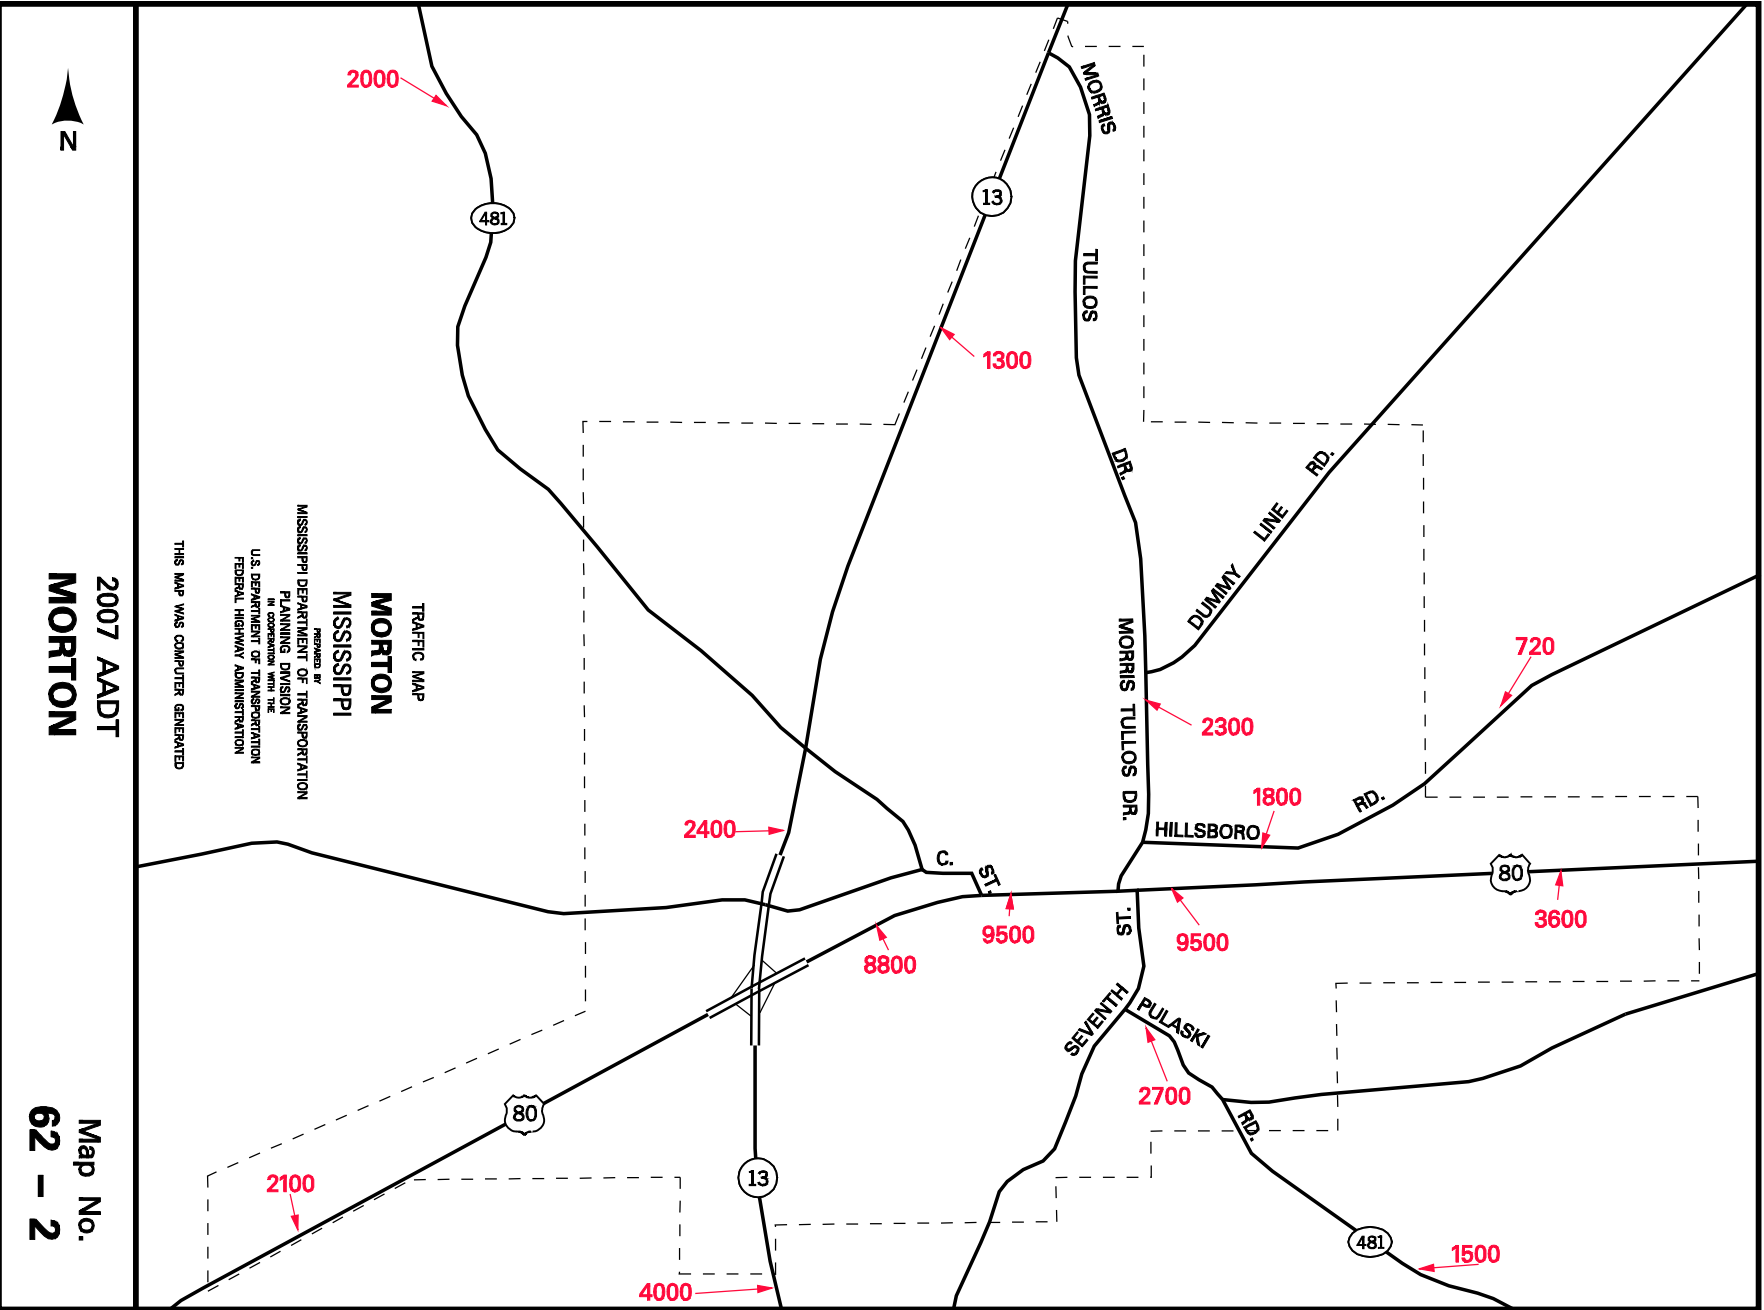 2000
481
13
1300
MORRIS
TULLOS
DR.
DUMMY
LINE
RD.
720
MORRIS TULLOS DR.
2300
1800
HILLSBORO
RD.
80
3600
2400
C.
ST.
9500
8800
ST.
9500
SEVENTH
PULASKI
2700
RD.
80
13
2100
4000
481
1500
N
TRAFFIC MAP
MORTON
MISSISSIPPI
PREPARED BY
MISSISSIPPI DEPARTMENT OF TRANSPORTATION
PLANNING DIVISION
IN COOPERATION WITH THE
U.S. DEPARTMENT OF TRANSPORTATION
FEDERAL HIGHWAY ADMINISTRATION
THIS MAP WAS COMPUTER GENERATED
2007 AADT
MORTON
Map No.
62 - 2